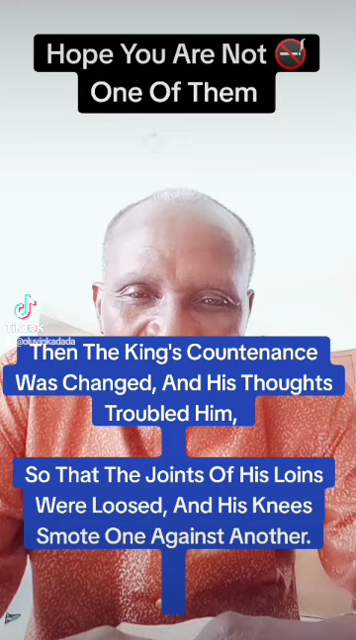 Hope You Are Not 🚭
One Of Them
TikTok
@oluyinkadada
Then The King's Countenance
Was Changed, And His Thoughts
Troubled Him,
So That The Joints Of His Loins
Were Loosed, And His Knees
Smote One Against Another.